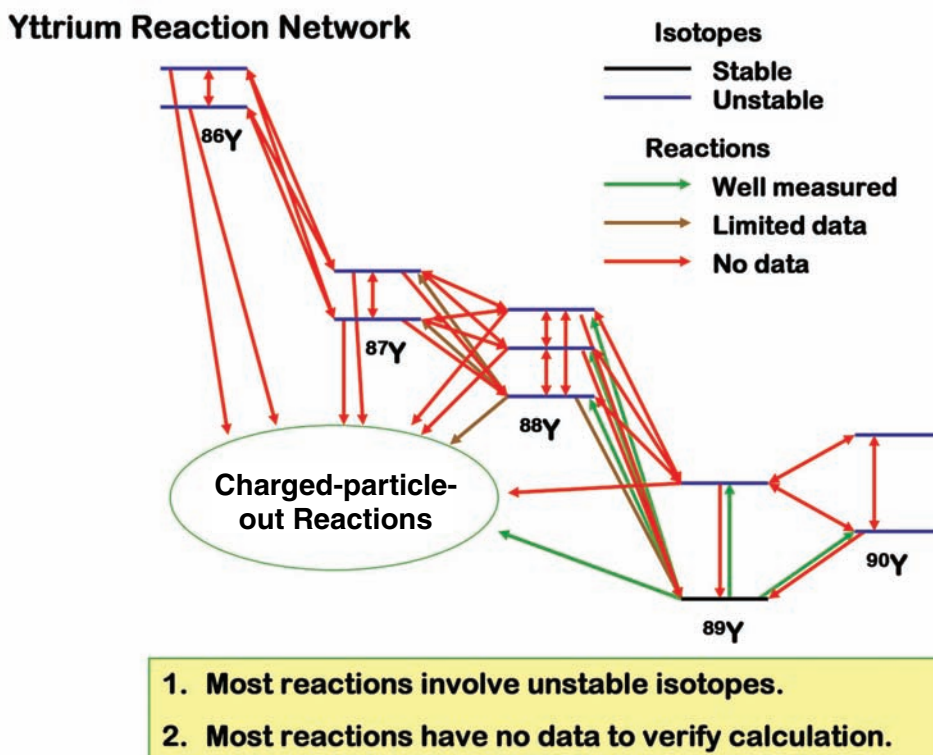 Yttrium Reaction Network
Isotopes
Stable
Unstable
Reactions
Well measured
Limited data
No data
⁸⁶Y
⁸⁷Y
⁸⁸Y
⁸⁹Y
⁹⁰Y
Charged-particle-
out Reactions
1. Most reactions involve unstable isotopes.
2. Most reactions have no data to verify calculation.